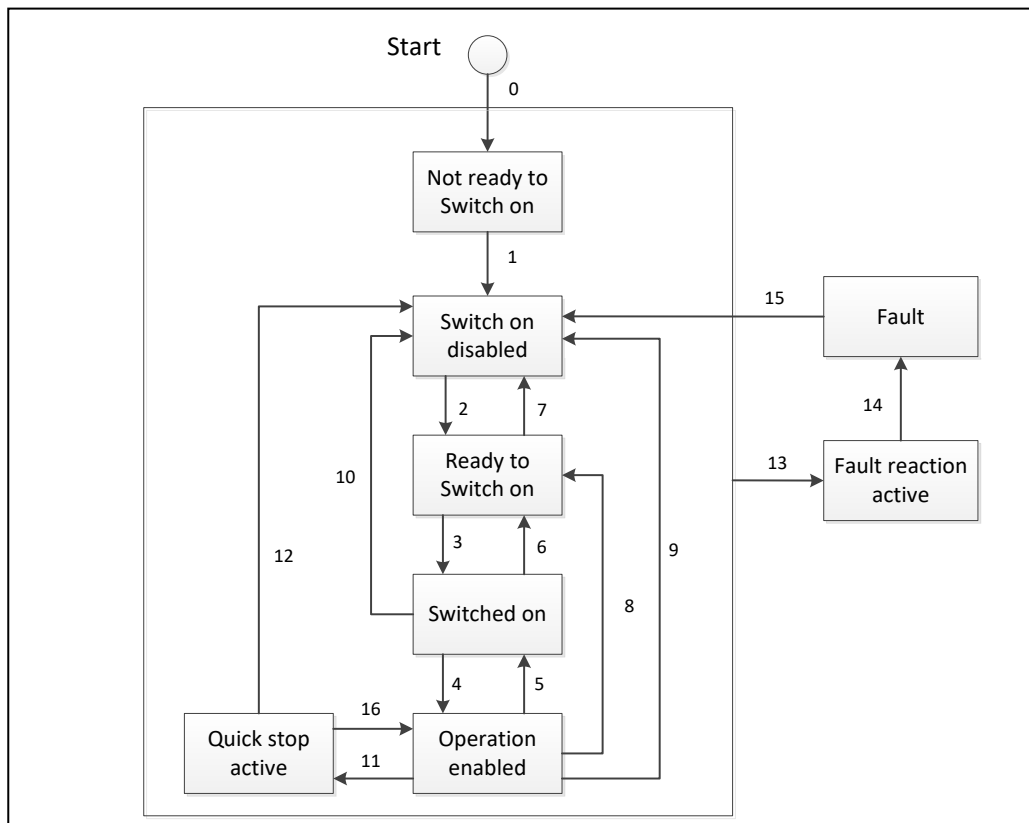 Start
0
Not ready to
Switch on
1
Switch on
disabled
15
Fault
2
7
14
Ready to
Switch on
10
13
Fault reaction
active
3
6
12
9
Switched on
8
4
5
16
Quick stop
active
11
Operation
enabled